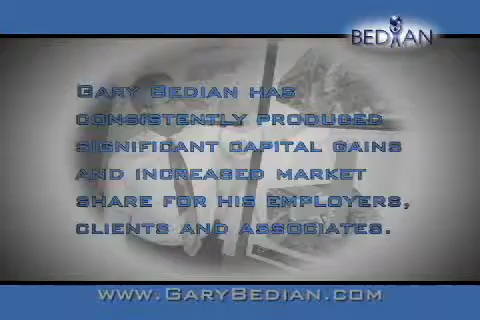 BEDIAN
Gary Bedian has
consistently produced
significant capital gains
and increased market
share for his employers,
clients and associates.
www.GaryBedian.com